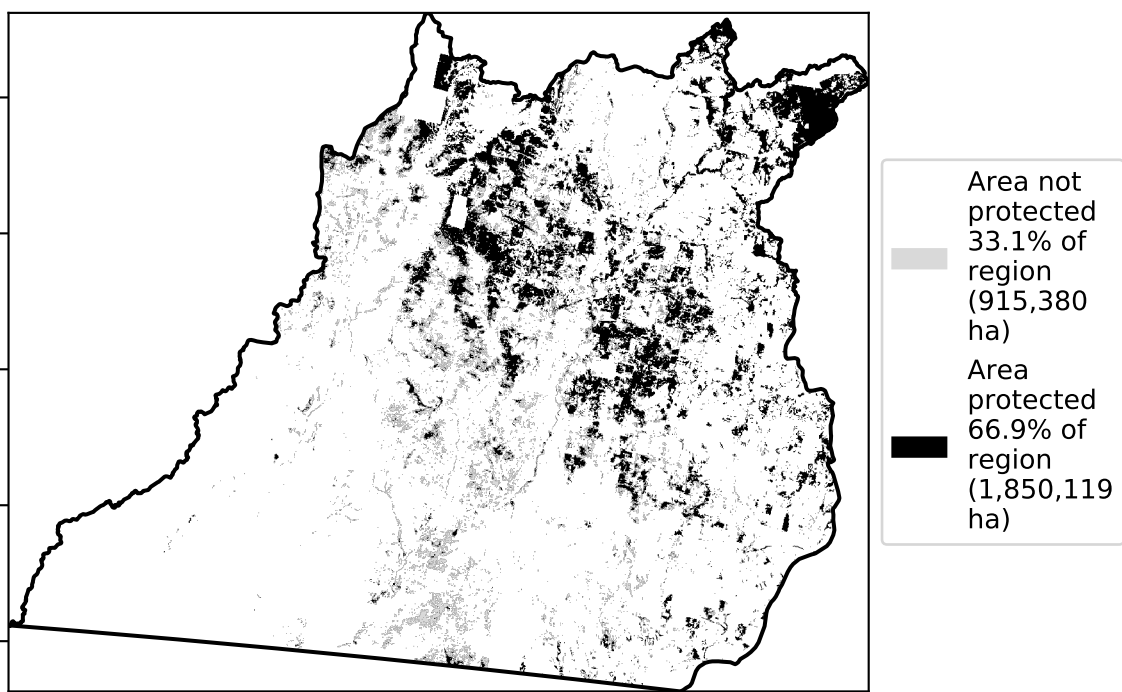 Area not
protected
33.1% of
region
(915,380
ha)
Area
protected
66.9% of
region
(1,850,119
ha)